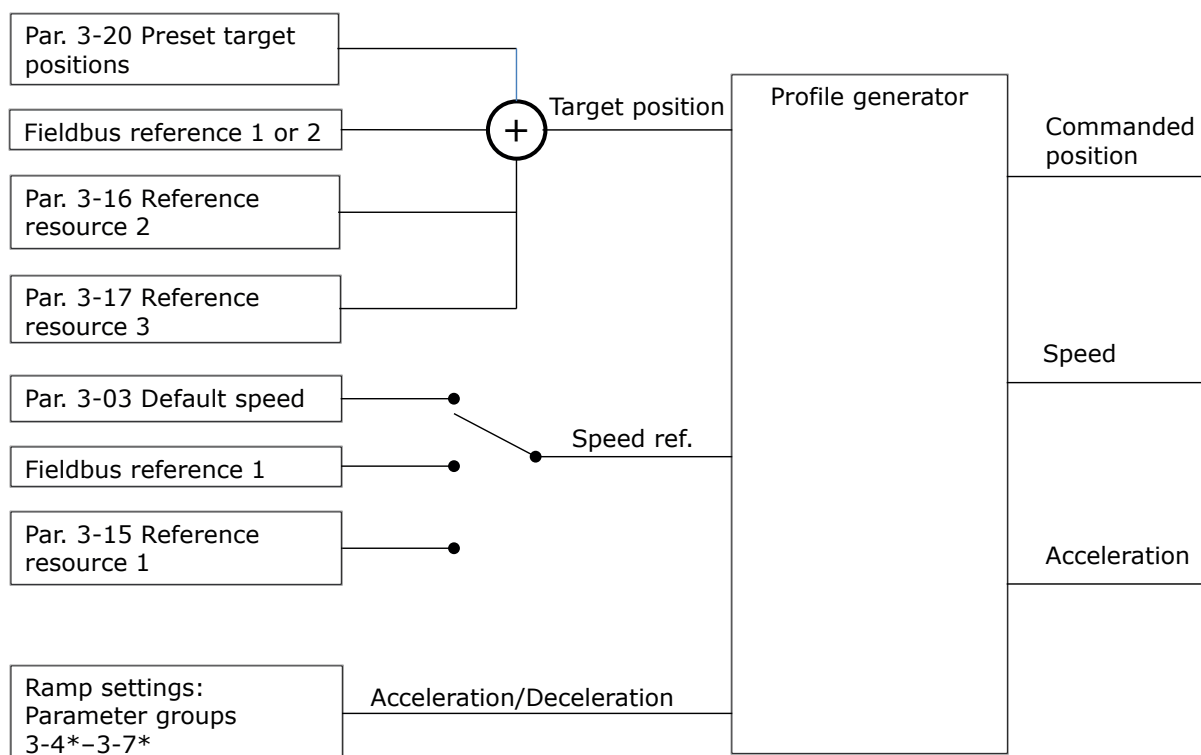 Par. 3-20 Preset target
positions
Fieldbus reference 1 or 2
Par. 3-16 Reference
resource 2
Par. 3-17 Reference
resource 3
Par. 3-03 Default speed
Fieldbus reference 1
Par. 3-15 Reference
resource 1
Ramp settings:
Parameter groups
3-4*–3-7*
+
Target position
Speed ref.
Acceleration/Deceleration
Profile generator
Commanded
position
Speed
Acceleration